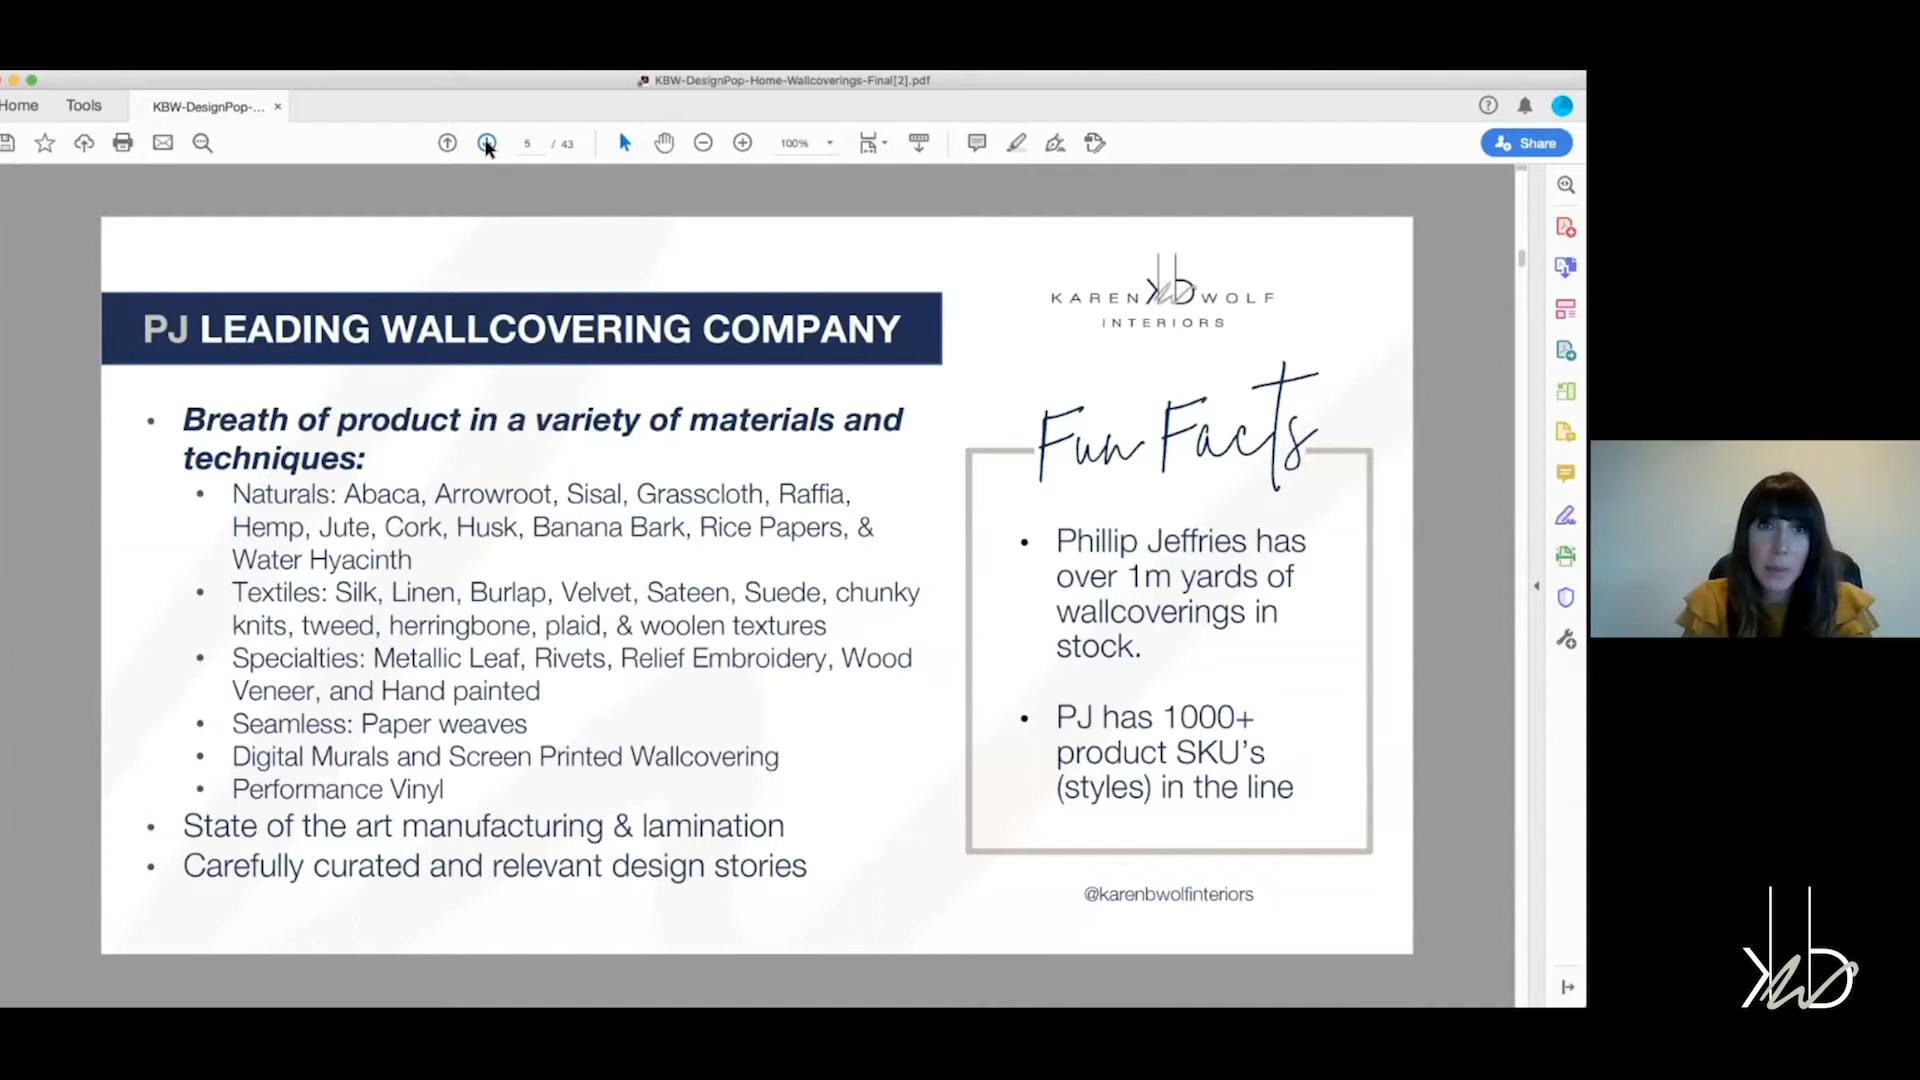 KBW-DesignPop-Home-Wallcoverings-Final[2].pdf
Home Tools KBW-DesignPop-... ×
5 / 43 100% Share
KAREN WOLF
INTERIORS
PJ LEADING WALLCOVERING COMPANY
• Breath of product in a variety of materials and
techniques:
• Naturals: Abaca, Arrowroot, Sisal, Grasscloth, Raffia,
Hemp, Jute, Cork, Husk, Banana Bark, Rice Papers, &
Water Hyacinth
• Textiles: Silk, Linen, Burlap, Velvet, Sateen, Suede, chunky
knits, tweed, herringbone, plaid, & woolen textures
• Specialties: Metallic Leaf, Rivets, Relief Embroidery, Wood
Veneer, and Hand painted
• Seamless: Paper weaves
• Digital Murals and Screen Printed Wallcovering
• Performance Vinyl
• State of the art manufacturing & lamination
• Carefully curated and relevant design stories
Fun Facts
• Phillip Jeffries has
over 1m yards of
wallcoverings in
stock.
• PJ has 1000+
product SKU's
(styles) in the line
@karenbwolfinteriors
kbw